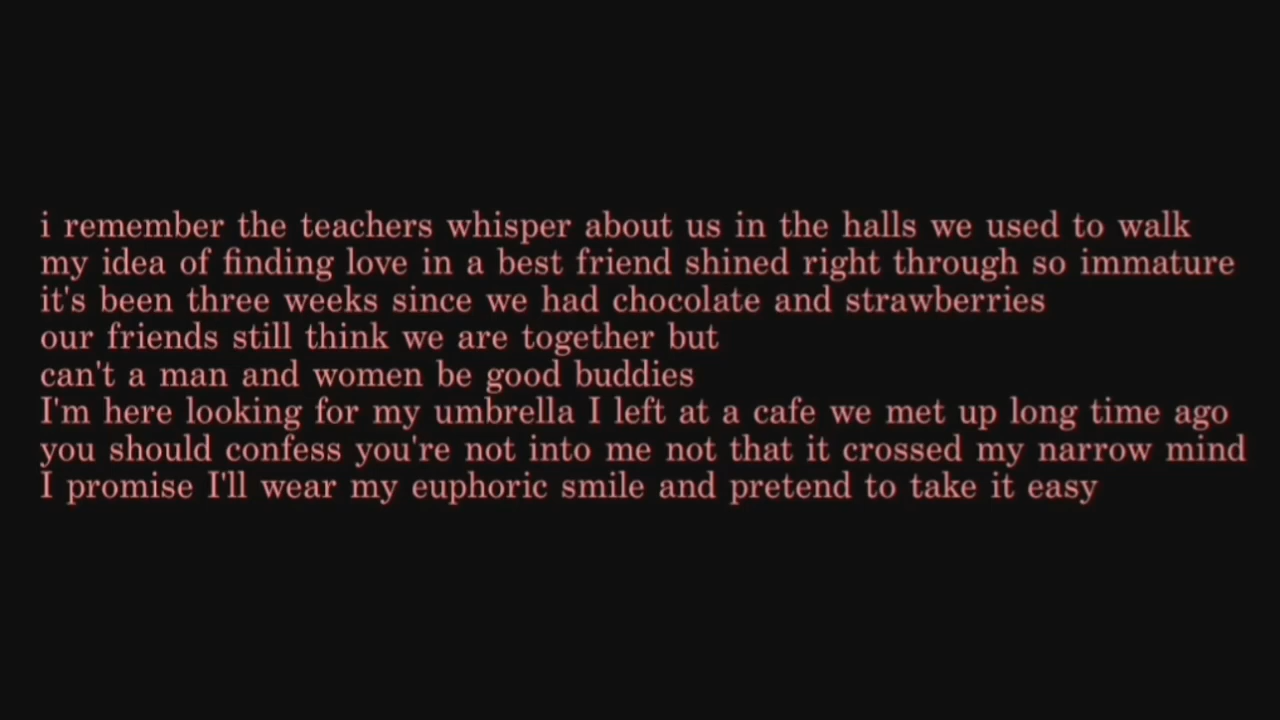 i remember the teachers whisper about us in the halls we used to walk
my idea of finding love in a best friend shined right through so immature
it's been three weeks since we had chocolate and strawberries
our friends still think we are together but
can't a man and women be good buddies
I'm here looking for my umbrella I left at a cafe we met up long time ago
you should confess you're not into me not that it crossed my narrow mind
I promise I'll wear my euphoric smile and pretend to take it easy